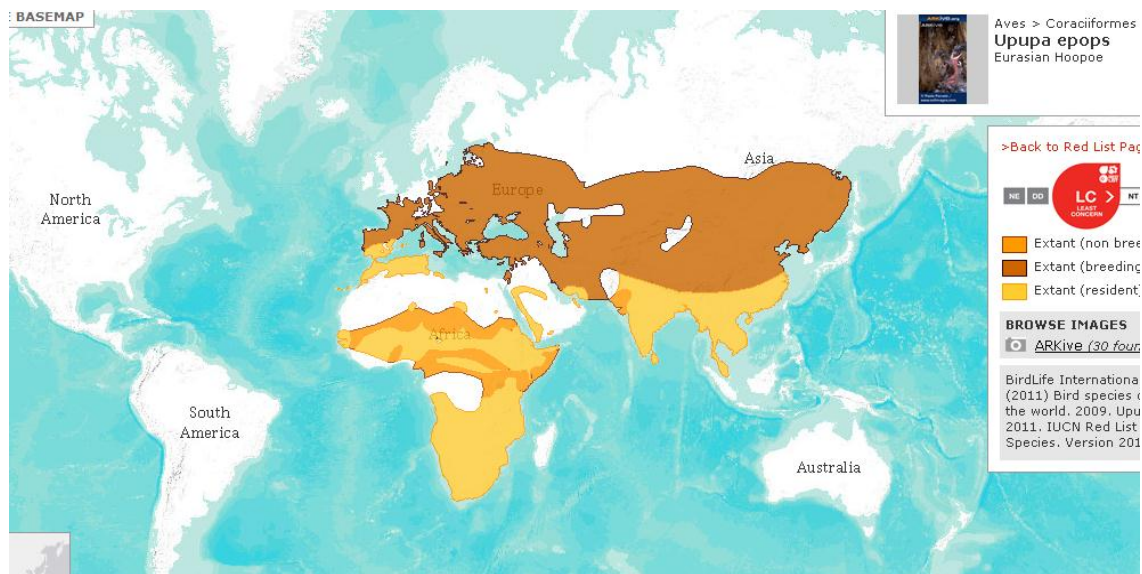 BASEMAP
Aves > Coraciiformes
Upupa epops
Eurasian Hoopoe
>Back to Red List Pag
NE DD LC > NT
LEAST
CONCERN
Extant (non bree
Extant (breeding
Extant (resident)
BROWSE IMAGES
ARKive (30 four
BirdLife Internationa
(2011) Bird species o
the world. 2009. Upu
2011. IUCN Red List
Species. Version 201
North
America
Europe
Asia
Africa
South
America
Australia